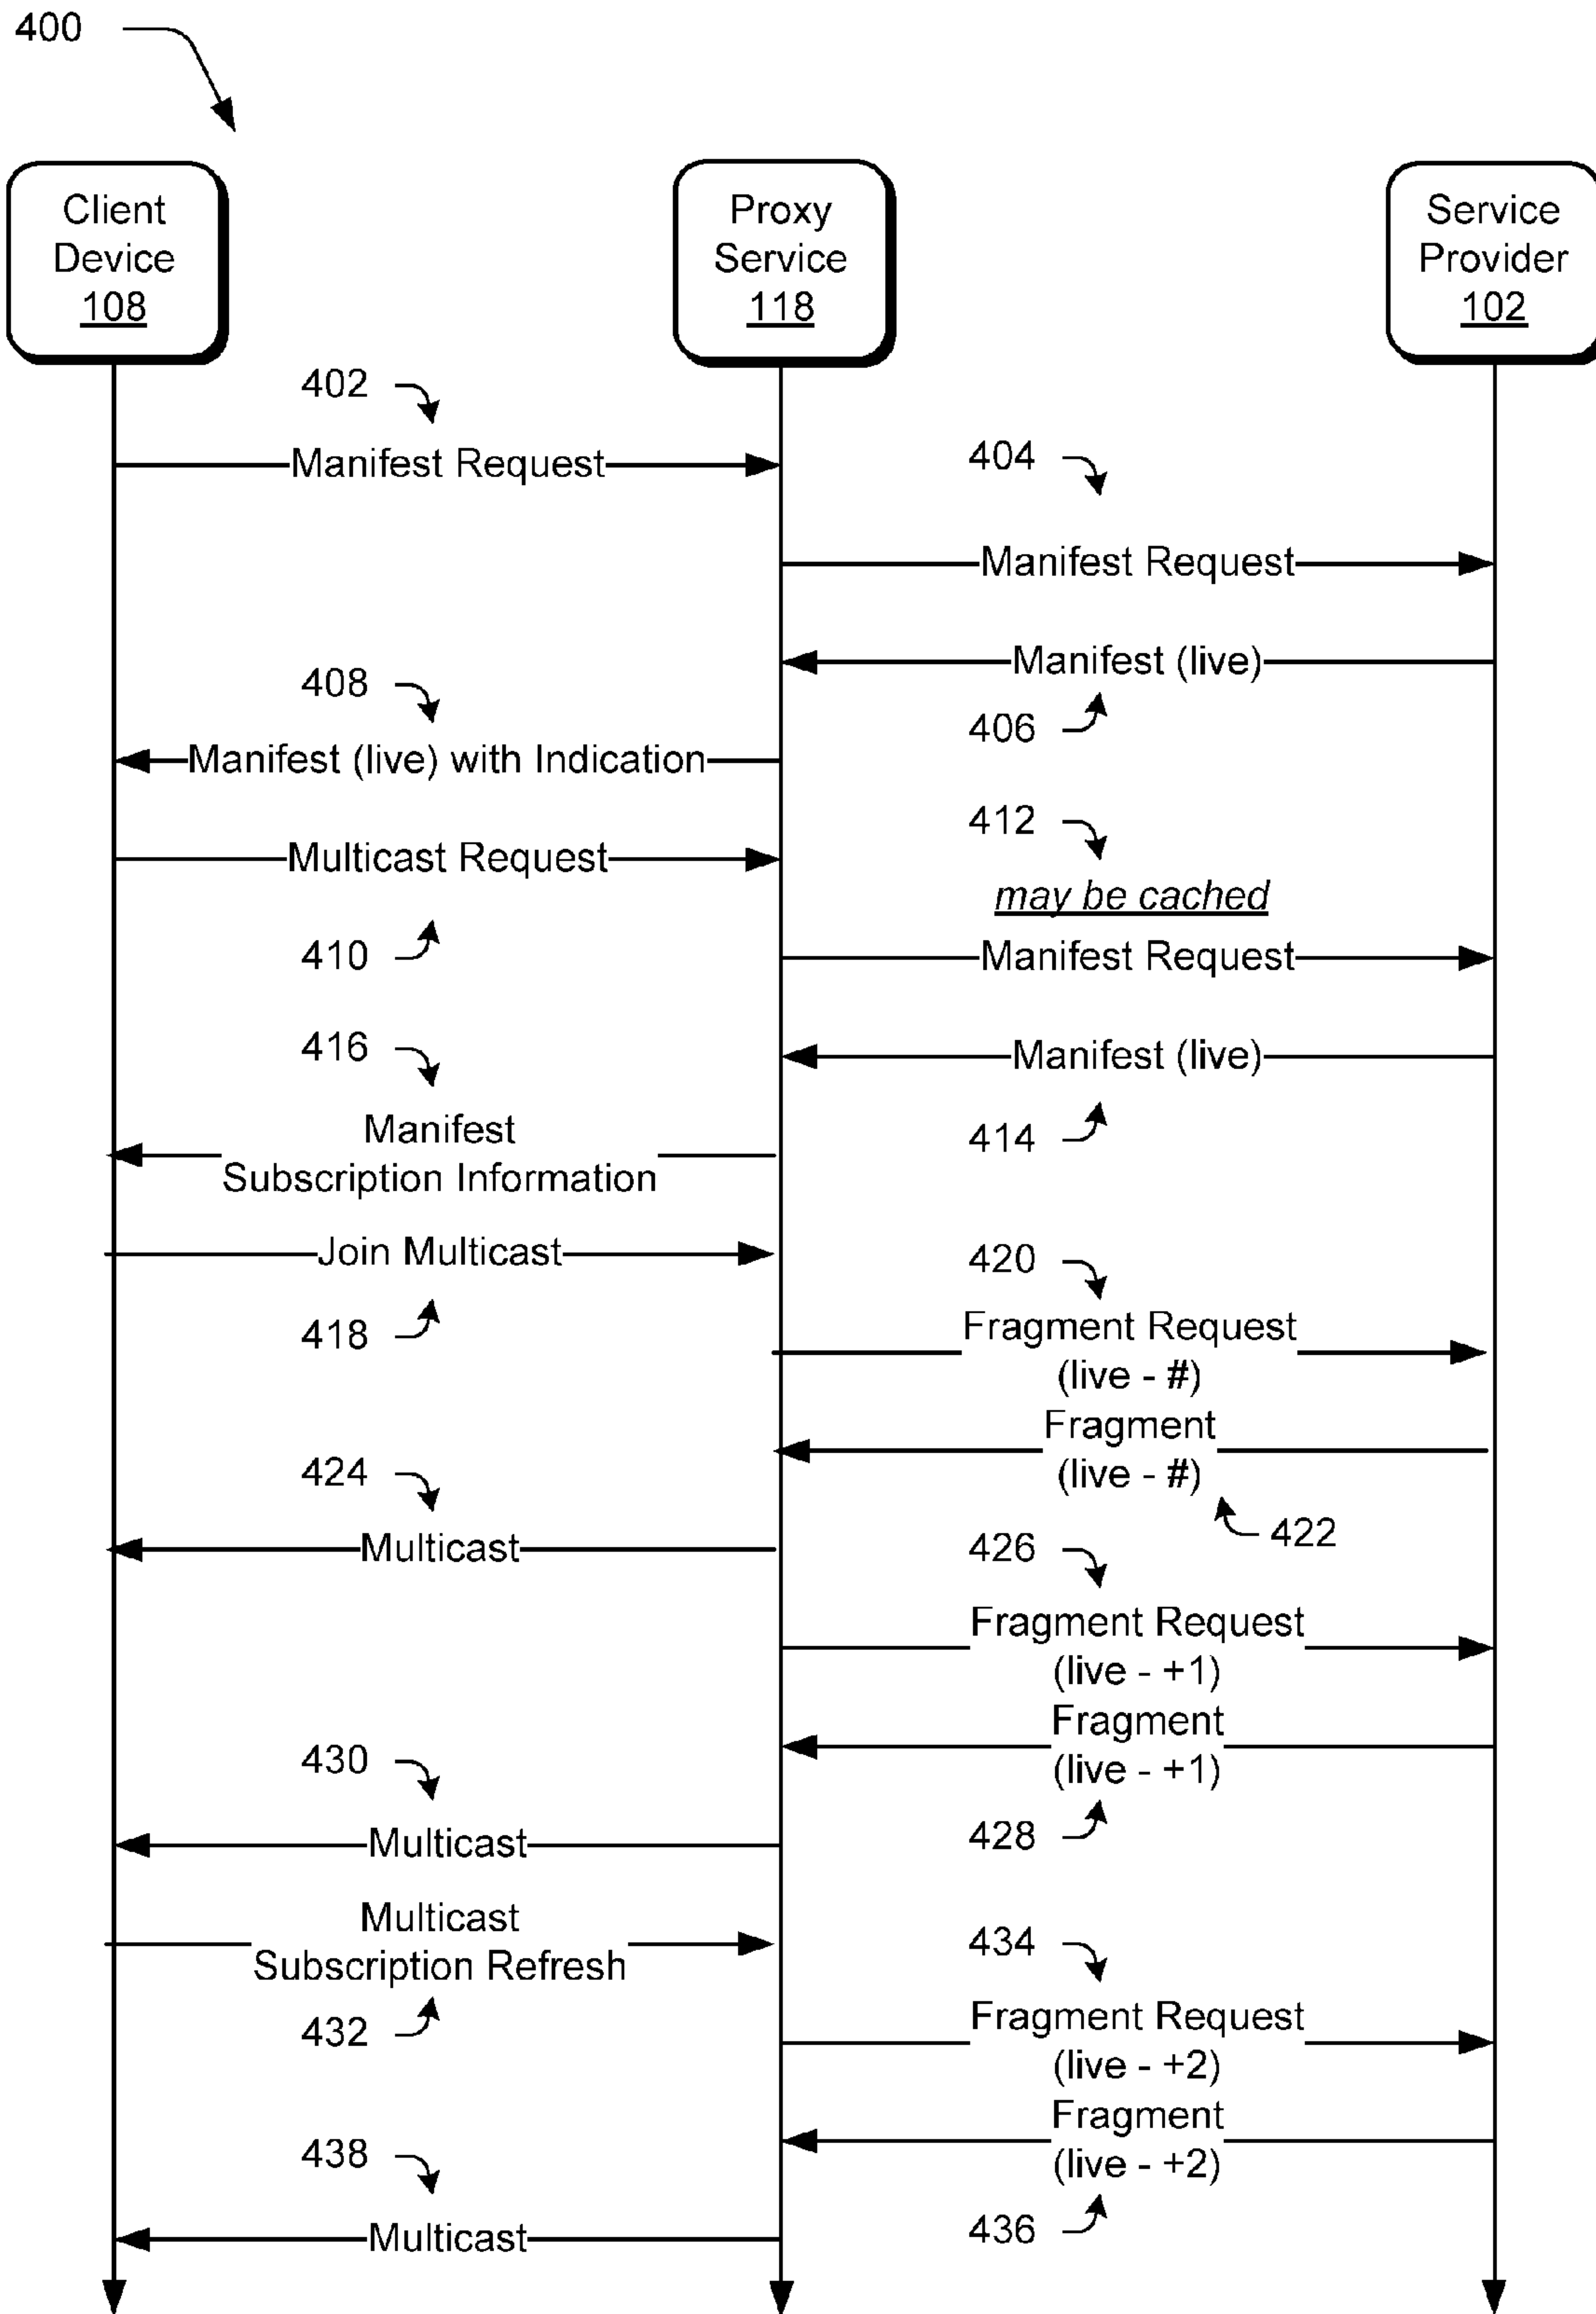 400
Client
Device
108
Proxy
Service
118
Service
Provider
102
402
Manifest Request
404
Manifest Request
Manifest (live)
406
408
Manifest (live) with Indication
Multicast Request
410
412
may be cached
Manifest Request
Manifest (live)
414
416
Manifest
Subscription Information
Join Multicast
418
420
Fragment Request
(live - #)
Fragment
(live - #)
422
424
Multicast
426
Fragment Request
(live - +1)
Fragment
(live - +1)
428
430
Multicast
Multicast
Subscription Refresh
432
434
Fragment Request
(live - +2)
Fragment
(live - +2)
436
438
Multicast